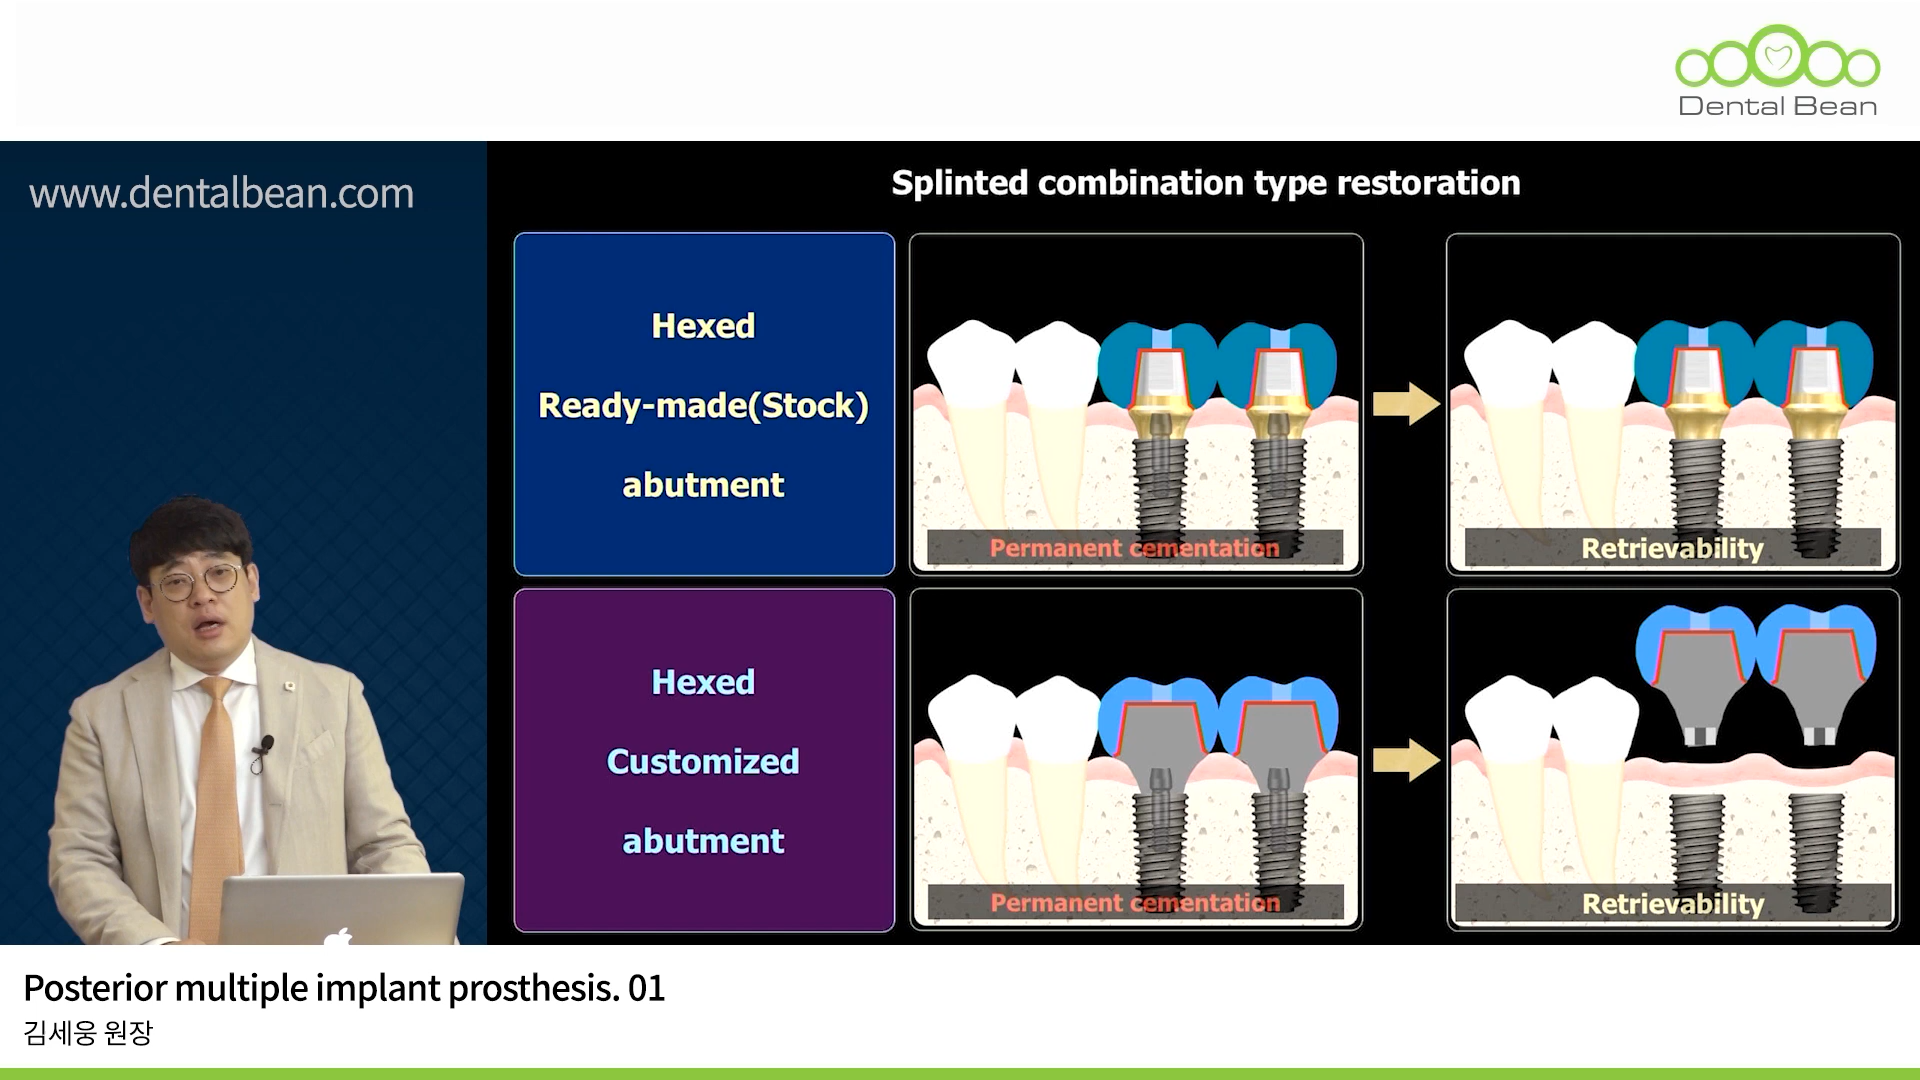 Dental Bean
www.dentalbean.com
Splinted combination type restoration
Hexed
Ready-made(Stock)
abutment
Permanent cementation
Retrievability
Hexed
Customized
abutment
Permanent cementation
Retrievability
Posterior multiple implant prosthesis. 01
김세웅 원장